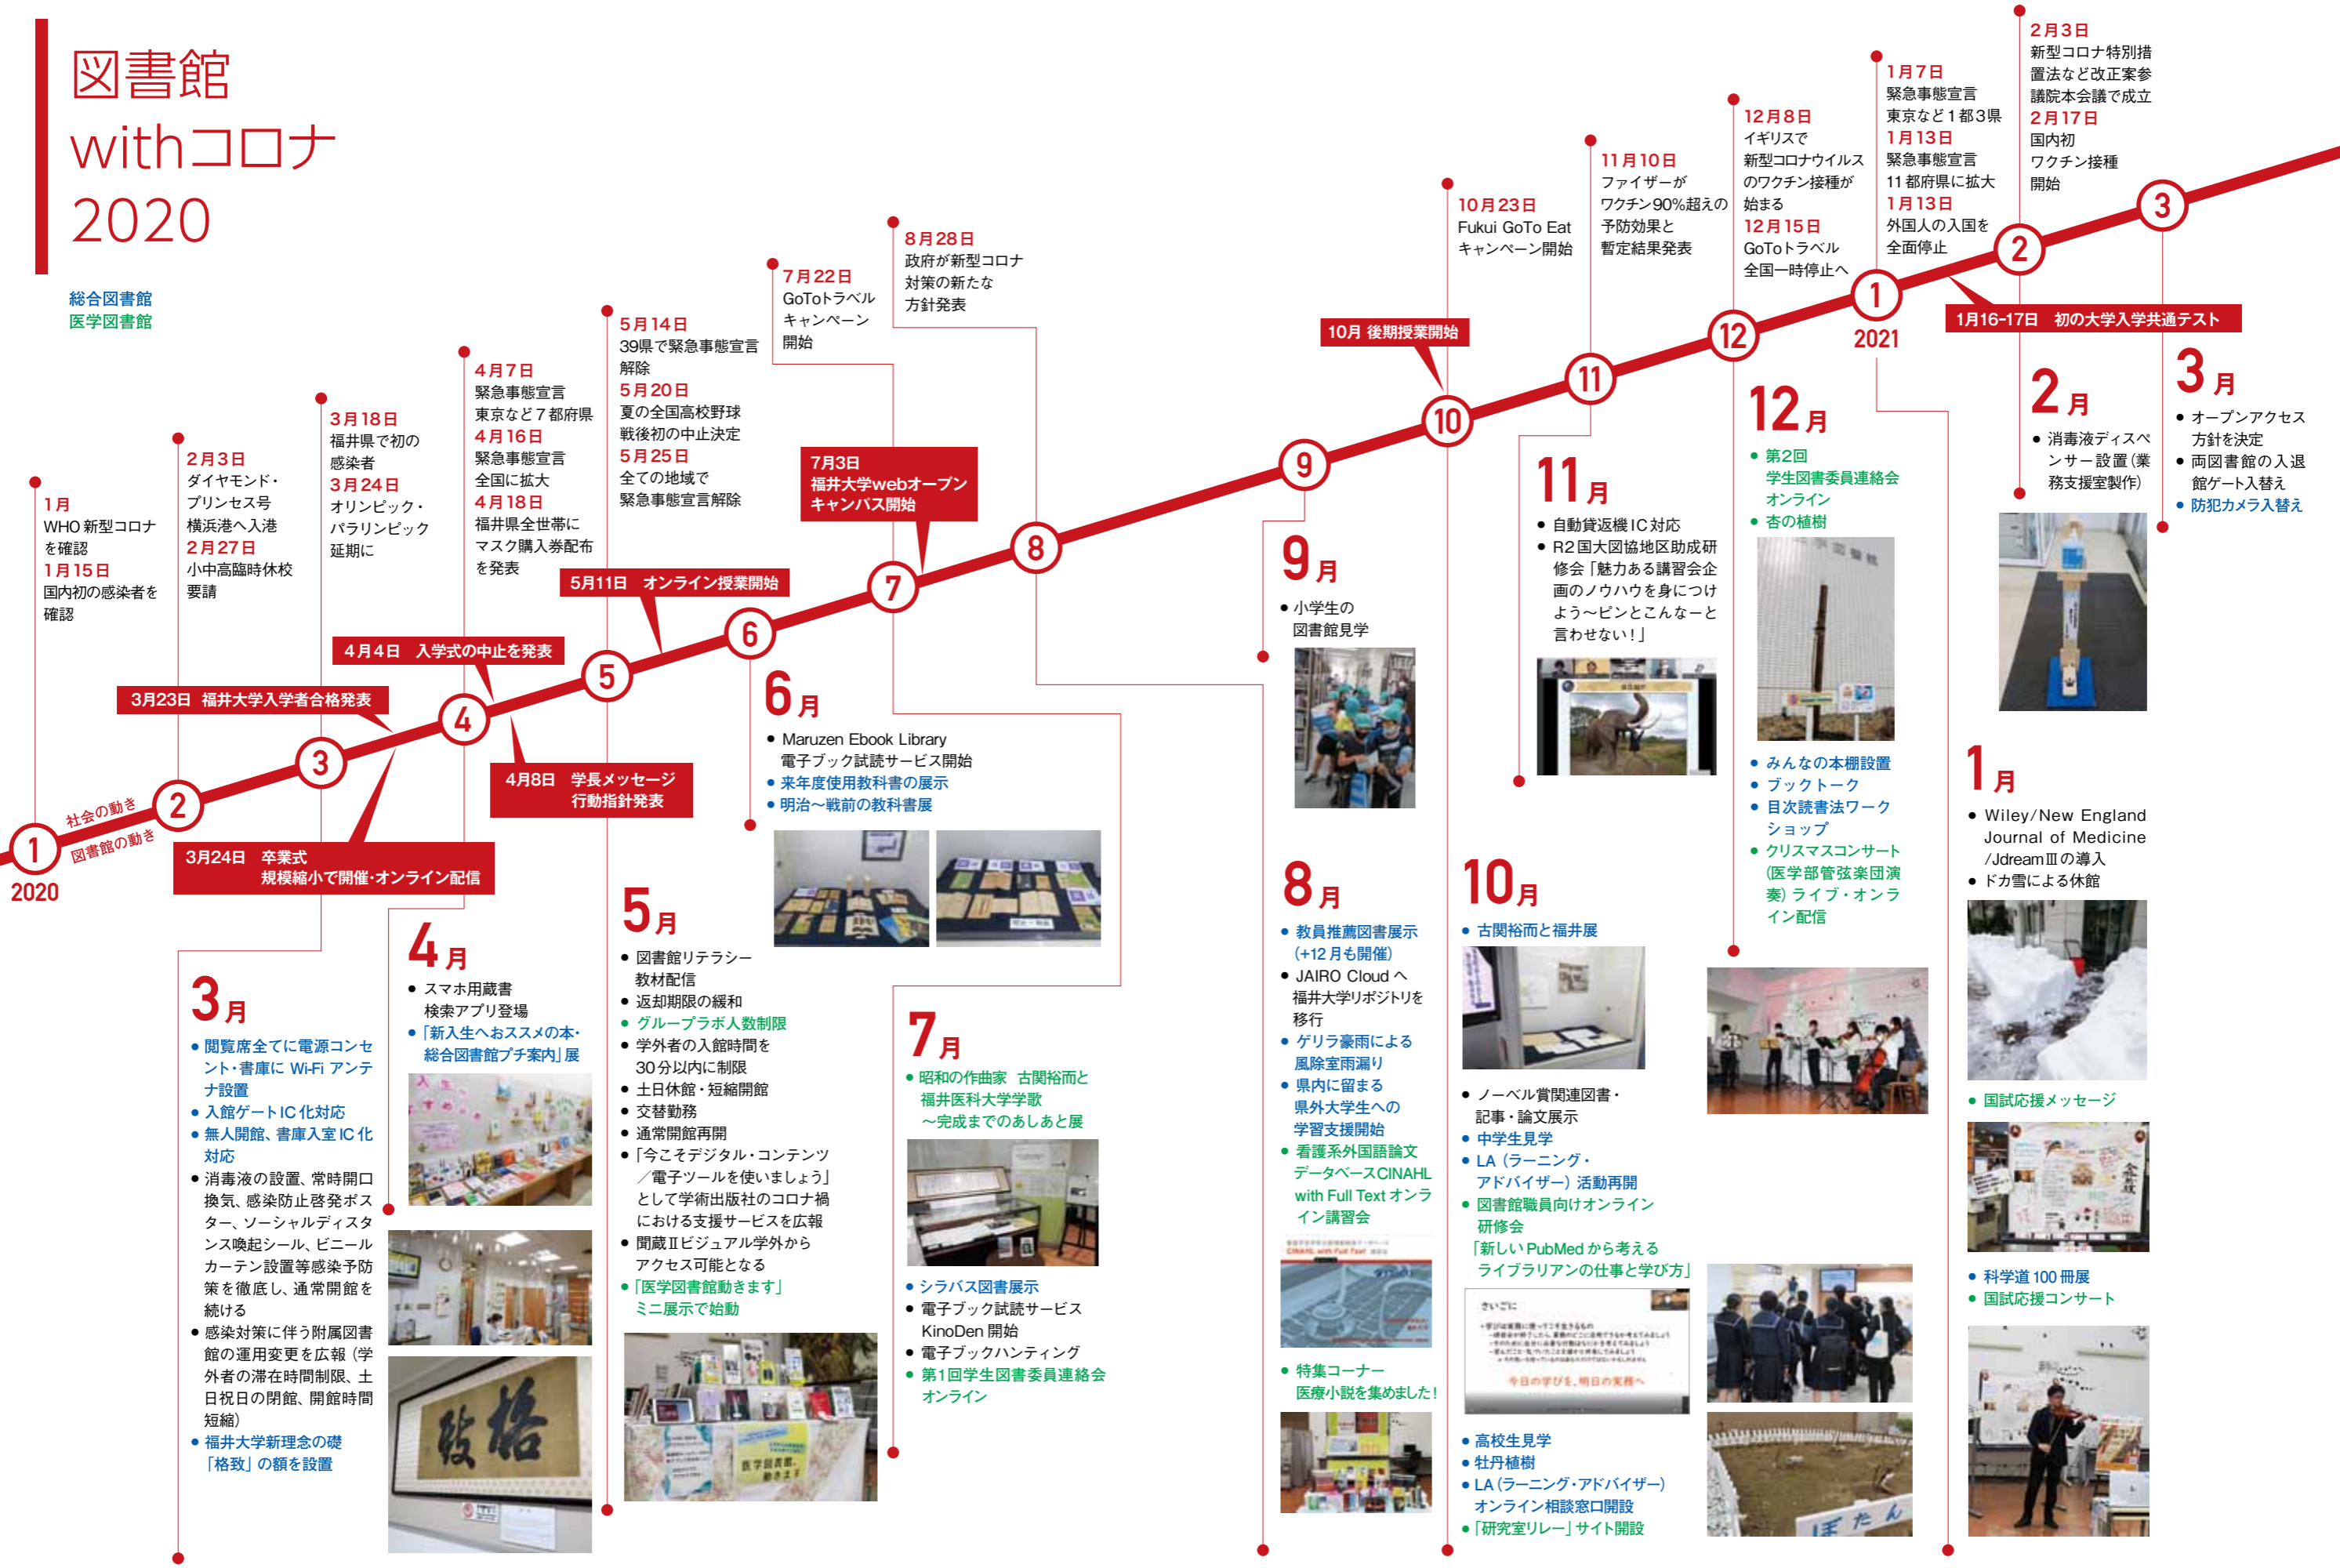 図書館
withコロナ
2020
総合図書館
医学図書館
1月
WHO 新型コロナ
を確認
1月15日
国内初の感染者を
確認
2月3日
ダイヤモンド・
プリンセス号
横浜港へ入港
2月27日
小中高臨時休校
要請
3月18日
福井県で初の
感染者
3月24日
オリンピック・
パラリンピック
延期に
4月7日
緊急事態宣言
東京など7都府県
4月16日
緊急事態宣言
全国に拡大
4月18日
福井県全世帯に
マスク購入券配布
を発表
5月14日
39県で緊急事態宣言
解除
5月20日
夏の全国高校野球
戦後初の中止決定
5月25日
全ての地域で
緊急事態宣言解除
7月22日
GoToトラベル
キャンペーン
開始
8月28日
政府が新型コロナ
対策の新たな
方針発表
10月23日
Fukui GoTo Eat
キャンペーン開始
11月10日
ファイザーが
ワクチン90%超えの
予防効果と
暫定結果発表
12月8日
イギリスで
新型コロナウイルス
のワクチン接種が
始まる
12月15日
GoToトラベル
全国一時停止へ
1月7日
緊急事態宣言
東京など1都3県
1月13日
緊急事態宣言
11都府県に拡大
1月13日
外国人の入国を
全面停止
2月3日
新型コロナ特別措
置法など改正案参
議院本会議で成立
2月17日
国内初
ワクチン接種
開始
社会の動き
図書館の動き
1
2020
2
3
4
5
6
7
8
9
10
11
12
1
2021
2
3
3月23日 福井大学入学者合格発表
3月24日 卒業式
規模縮小で開催・オンライン配信
4月4日 入学式の中止を発表
4月8日 学長メッセージ
行動指針発表
5月11日 オンライン授業開始
7月3日
福井大学webオープン
キャンパス開始
10月 後期授業開始
1月16-17日 初の大学入学共通テスト
3月
● 閲覧席全てに電源コンセ
ント・書庫に Wi-Fi アンテ
ナ設置
● 入館ゲートIC 化対応
● 無人開館、書庫入室 IC 化
対応
● 消毒液の設置、常時開口
換気、感染防止啓発ポス
ター、ソーシャルディスタ
ンス喚起シール、ビニール
カーテン設置等感染予防
策を徹底し、通常開館を
続ける
● 感染対策に伴う附属図書
館の運用変更を広報（学
外者の滞在時間制限、土
日祝日の閉館、開館時間
短縮）
● 福井大学新理念の礎
「格致」の額を設置
4月
● スマホ用蔵書
検索アプリ登場
● 「新入生へおススメの本・
総合図書館プチ案内」展
5月
● 図書館リテラシー
教材配信
● 返却期限の緩和
● グループラボ人数制限
● 学外者の入館時間を
30分以内に制限
● 土日休館・短縮開館
● 交替勤務
● 通常開館再開
● 「今こそデジタル・コンテンツ
／電子ツールを使いましょう」
として学術出版社のコロナ禍
における支援サービスを広報
● 聞蔵Ⅱビジュアル学外から
アクセス可能となる
● 「医学図書館動きます」
ミニ展示で始動
医学図書館、
動きます
6月
● Maruzen Ebook Library
電子ブック試読サービス開始
● 来年度使用教科書の展示
● 明治〜戦前の教科書展
7月
● 昭和の作曲家 古関裕而と
福井医科大学学歌
〜完成までのあしあと展
● シラバス図書展示
● 電子ブック試読サービス
KinoDen 開始
● 電子ブックハンティング
● 第1回学生図書委員連絡会
オンライン
8月
● 教員推薦図書展示
（+12月も開催）
● JAIRO Cloud へ
福井大学リポジトリを
移行
● ゲリラ豪雨による
風除室雨漏り
● 県内に留まる
県外大学生への
学習支援開始
● 看護系外国語論文
データベースCINAHL
with Full Text オンラ
イン講習会
CINAHL with Full Text
● 特集コーナー
医療小説を集めました!
9月
● 小学生の
図書館見学
10月
● 古関裕而と福井展
● ノーベル賞関連図書・
記事・論文展示
● 中学生見学
● LA（ラーニング・
アドバイザー）活動再開
● 図書館職員向けオンライン
研修会
「新しい PubMed から考える
ライブラリアンの仕事と学び方」
さいごに
今日の学びを、明日の実務へ
● 高校生見学
● 牡丹植樹
● LA（ラーニング・アドバイザー）
オンライン相談窓口開設
● 「研究室リレー」サイト開設
ぼたん
11月
● 自動貸返機 IC 対応
● R2国大図協地区助成研
修会「魅力ある講習会企
画のノウハウを身につけ
よう〜ピンとこんなーと
言わせない！」
12月
● 第2回
学生図書委員連絡会
オンライン
● 杏の植樹
● みんなの本棚設置
● ブックトーク
● 目次読書法ワーク
ショップ
● クリスマスコンサート
（医学部管弦楽団演
奏）ライブ・オンラ
イン配信
1月
● Wiley/New England
Journal of Medicine
/JdreamⅢの導入
● ドカ雪による休館
● 国試応援メッセージ
● 科学道100冊展
● 国試応援コンサート
2月
● 消毒液ディスペ
ンサー設置（業
務支援室製作）
3月
● オープンアクセス
方針を決定
● 両図書館の入退
館ゲート入替え
● 防犯カメラ入替え